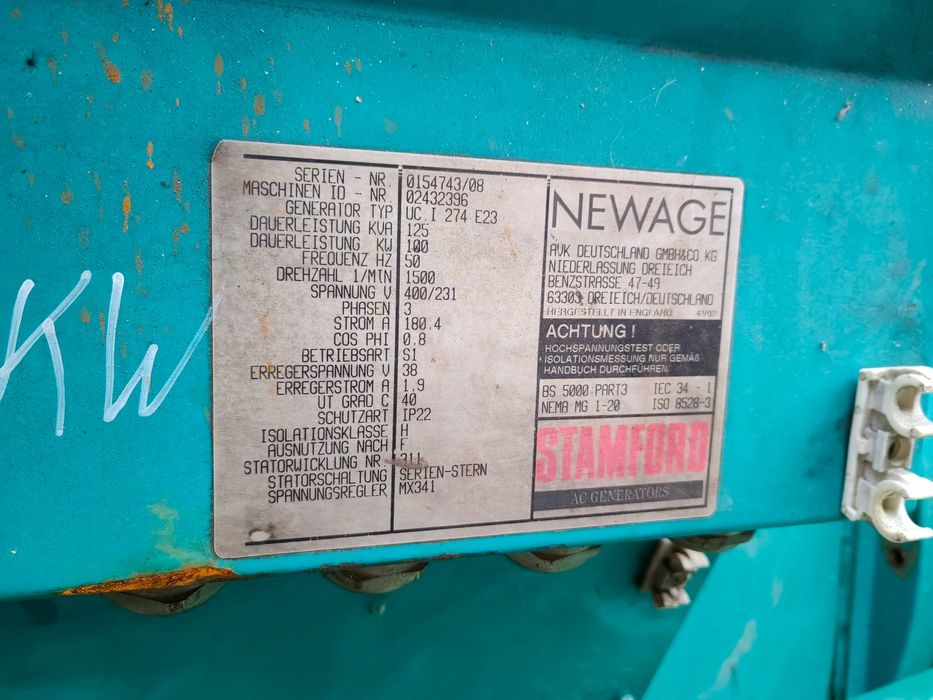 KW
SERIEN - NR. 0154743/08
MASCHINEN ID - NR. 02432396
GENERATOR TYP UC.I 274 E23
DAUERLEISTUNG KVA 125
DAUERLEISTUNG KW 100
FREQUENZ HZ 50
DREHZAHL 1/MIN 1500
SPANNUNG V 400/231
PHASEN 3
STROM A 180.4
COS PHI 0.8
BETRIEBSART S1
ERREGERSPANNUNG V 38
ERREGERSTROM A 1.9
UT GRAD C 40
SCHUTZART IP22
ISOLATIONSKLASSE H
AUSNUTZUNG NACH F
STATORWICKLUNG NR. 311
STATORSCHALTUNG SERIEN-STERN
SPANNUNGSREGLER MX341
NEWAGE
AVK DEUTSCHLAND GMBH&CO.KG
NIEDERLASSUNG DREIEICH
BENZSTRASSE 47-49
63303 DREIEICH/DEUTSCHLAND
HERGESTELLT IN ENGLAND
ACHTUNG !
HOCHSPANNUNGSTEST ODER
ISOLATIONSMESSUNG NUR GEMÄß
HANDBUCH DURCHFÜHREN.
BS 5000:PART3 IEC 34 - 1
NEMA MG 1-20 ISO 8528-3
STAMFORD
AC GENERATORS